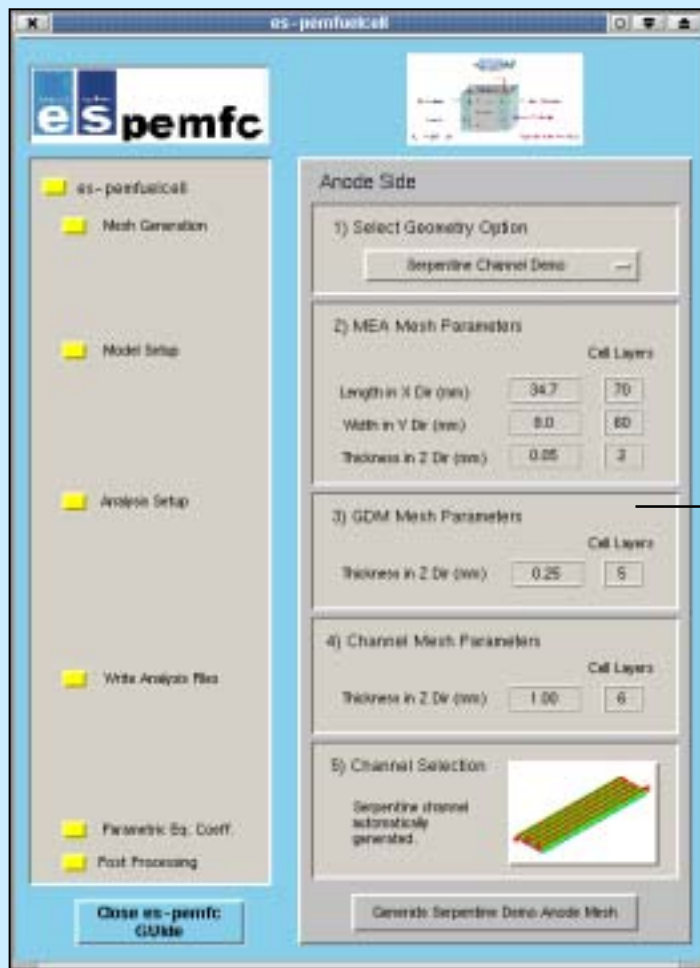 es-pemfuelcell
es pemfc
es-pemfuelcell
Mesh Generation
Model Setup
Analysis Setup
Write Analysis Files
Parametric Eq. Coeff.
Post Processing
Close es-pemfc
GUIde
Anode Side
1) Select Geometry Option
Serpentine Channel Demo
2) MEA Mesh Parameters
Cell Layers
Length in X Dir (mm) 34.7 70
Width in Y Dir (mm) 8.0 60
Thickness in Z Dir (mm) 0.05
3) GDM Mesh Parameters
Cell Layers
Thickness in Z Dir (mm) 0.25 5
4) Channel Mesh Parameters
Cell Layers
Thickness in Z Dir (mm) 1.00 6
5) Channel Selection
Serpentine channel
automatically
generated.
Generate Serpentine Demo Anode Mesh